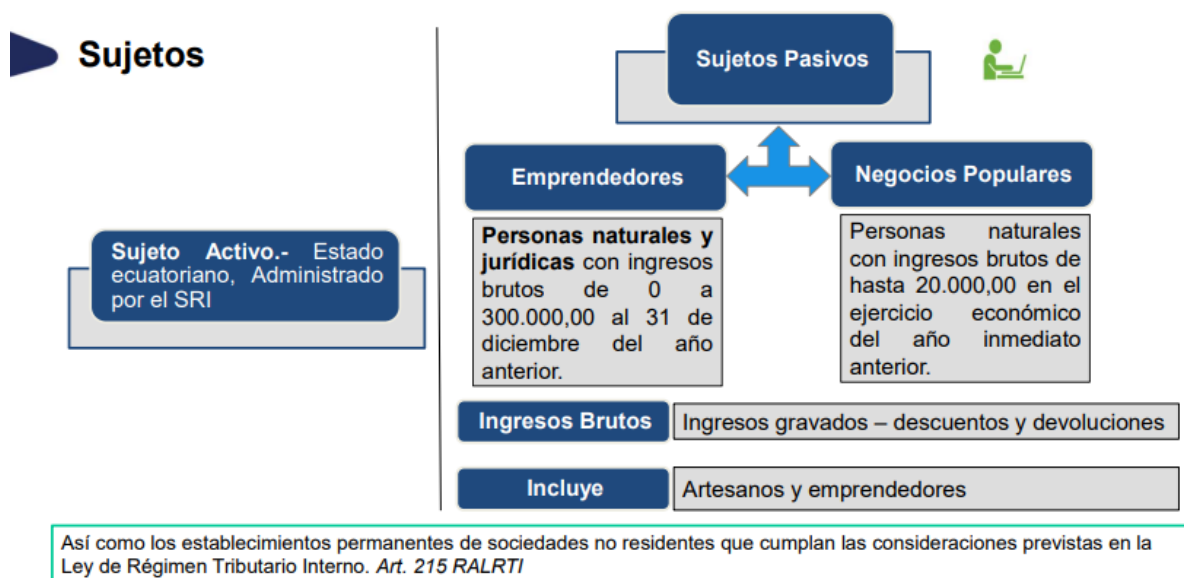 Sujetos
Sujeto Activo.- Estado
ecuatoriano, Administrado
por el SRI
Sujetos Pasivos
Emprendedores
Personas naturales y
jurídicas con ingresos
brutos de 0 a
300.000,00 al 31 de
diciembre del año
anterior.
Negocios Populares
Personas naturales
con ingresos brutos de
hasta 20.000,00 en el
ejercicio económico
del año inmediato
anterior.
Ingresos Brutos
Ingresos gravados – descuentos y devoluciones
Incluye
Artesanos y emprendedores
Así como los establecimientos permanentes de sociedades no residentes que cumplan las consideraciones previstas en la
Ley de Régimen Tributario Interno. Art. 215 RALRTI